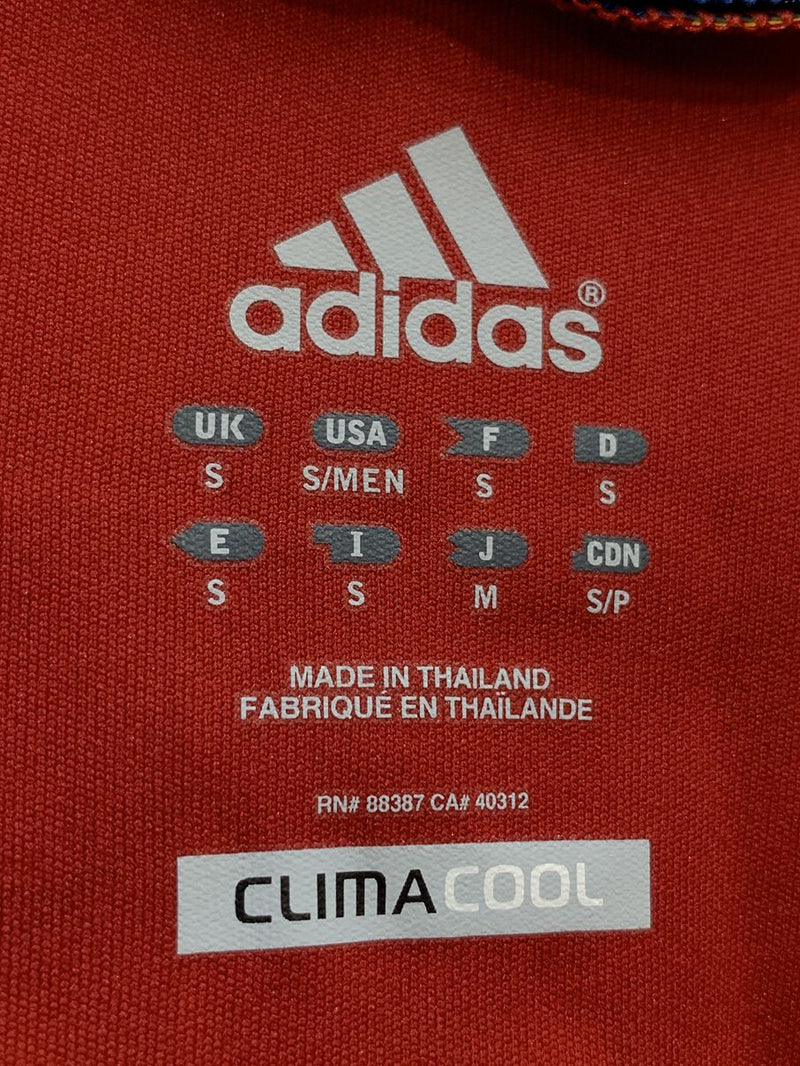 adidas®
UK USA F D
S S/MEN S S
E I J CDN
S S M S/P
MADE IN THAILAND
FABRIQUÉ EN THAÏLANDE
RN# 88387 CA# 40312
CLIMACOOL